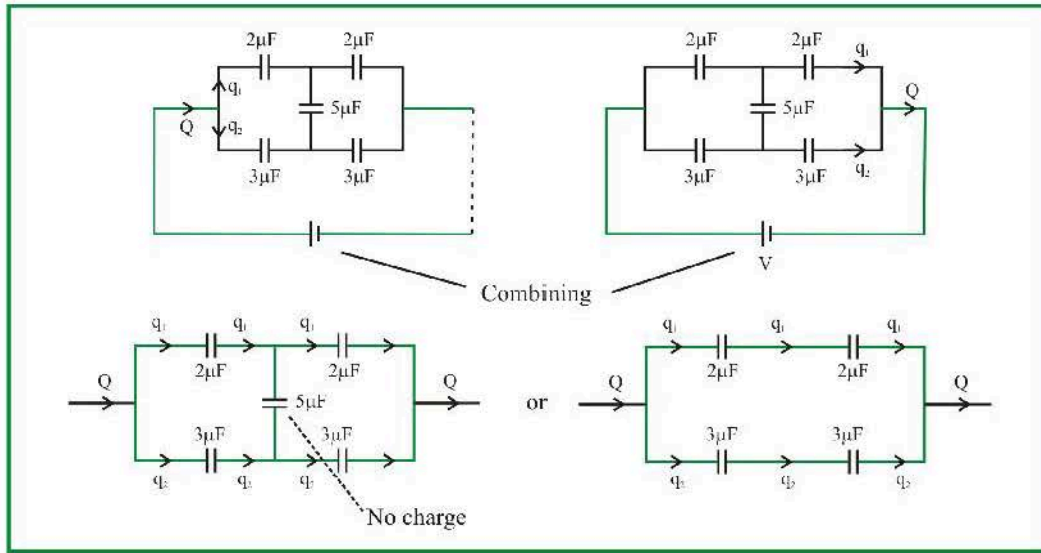 2μF 2μF
q₁
5μF
Q
q₂
3μF 3μF
2μF 2μF q₁
Q
5μF
3μF 3μF q₂
V
Combining
q₁ q₁ q₁
2μF 2μF
Q 5μF Q
3μF 3μF
q₂ q₂ q₂
No charge
or
q₁ q₁ q₁
2μF 2μF
Q Q
3μF 3μF
q₂ q₂ q₂